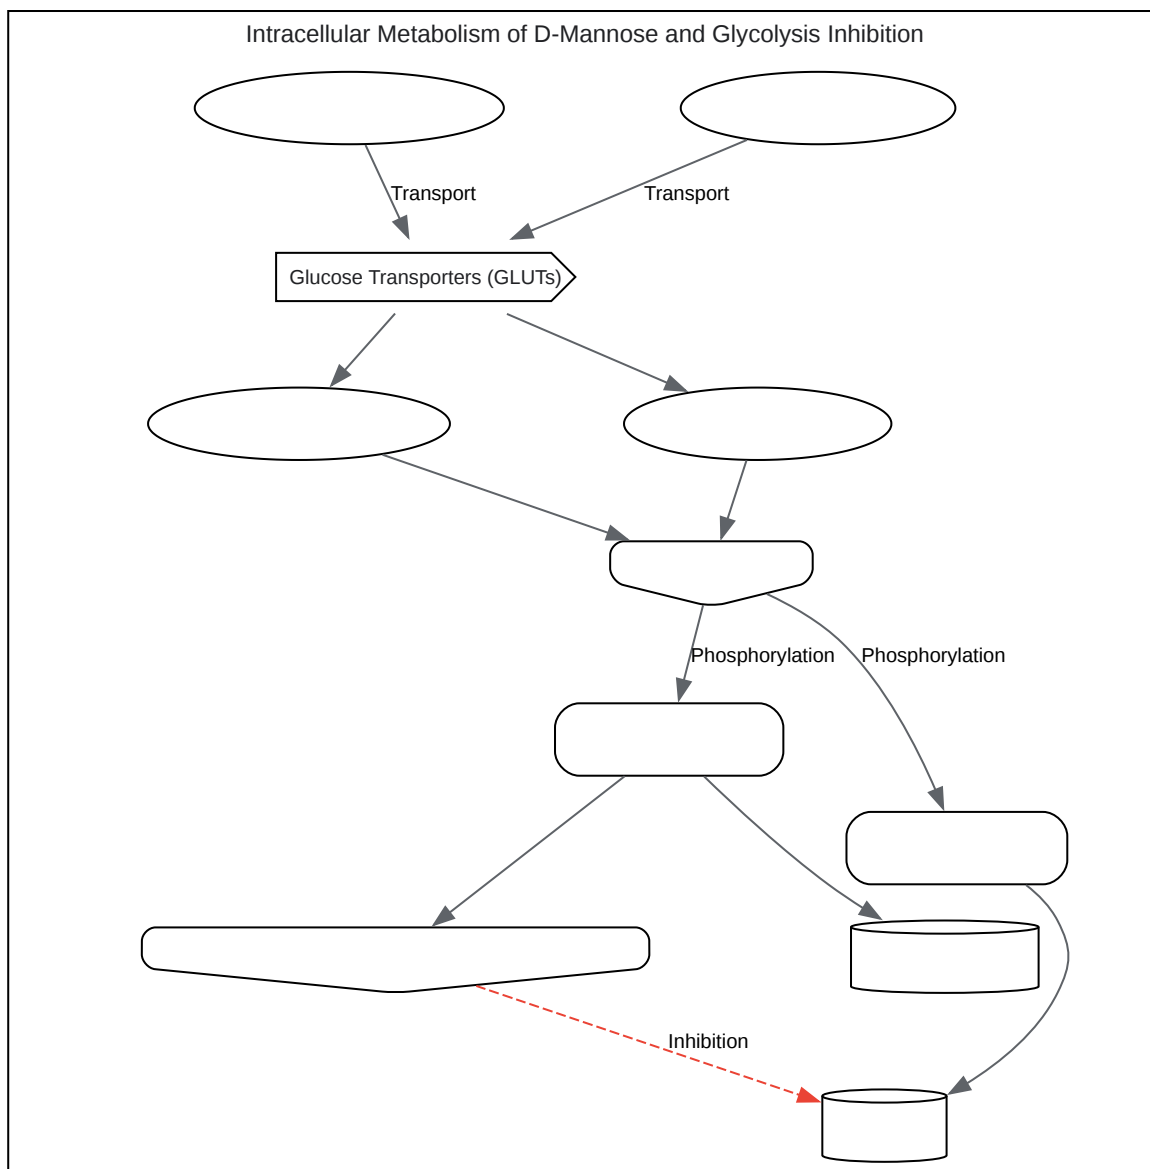 Intracellular Metabolism of D-Mannose and Glycolysis Inhibition
Transport
Transport
Glucose Transporters (GLUTs)
Phosphorylation
Phosphorylation
Inhibition